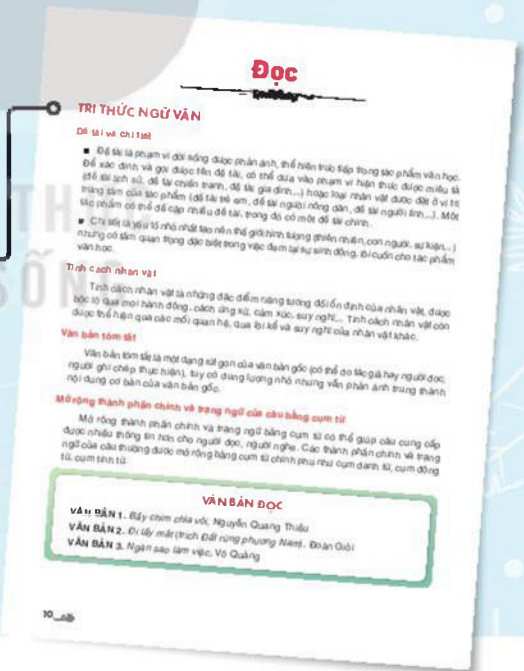 THỨC
SỐNG
Đọc
TRI THỨC NGỮ VĂN
Đề tài và chi tiết
■ Đề tài là phạm vi đời sống được phản ánh, thể hiện trực tiếp trong tác phẩm văn học.
Để xác định và gọi được tên đề tài, có thể dựa vào phạm vi hiện thực được miêu tả
(đề tài lịch sử, đề tài chiến tranh, đề tài gia đình,...) hoặc loại nhân vật được đặt ở vị trí
trung tâm của tác phẩm (đề tài trẻ em, đề tài người nông dân, đề tài người lính,...). Một
tác phẩm có thể đề cập nhiều đề tài, trong đó có một đề tài chính.
■ Chi tiết là yếu tố nhỏ nhất tạo nên thế giới hình tượng (thiên nhiên, con người, sự kiện,...)
nhưng có tầm quan trọng đặc biệt trong việc đem lại sự sinh động, lôi cuốn cho tác phẩm
văn học.
Tính cách nhân vật
Tính cách nhân vật là những đặc điểm riêng tương đối ổn định của nhân vật, được
bộc lộ qua mọi hành động, cách ứng xử, cảm xúc, suy nghĩ,... Tính cách nhân vật còn
được thể hiện qua các mối quan hệ, qua lời kể và suy nghĩ của nhân vật khác.
Văn bản tóm tắt
Văn bản tóm tắt là một dạng rút gọn của văn bản gốc (có thể do tác giả hay người đọc,
người ghi chép thực hiện), tuy có dung lượng nhỏ nhưng vẫn phản ánh trung thành
nội dung cơ bản của văn bản gốc.
Mở rộng thành phần chính và trạng ngữ của câu bằng cụm từ
Mở rộng thành phần chính và trạng ngữ bằng cụm từ có thể giúp câu cung cấp
được nhiều thông tin hơn cho người đọc, người nghe. Các thành phần chính và trạng
ngữ của câu thường được mở rộng bằng cụm từ chính phụ như cụm danh từ, cụm động
từ, cụm tính từ.
VĂN BẢN ĐỌC
VĂN BẢN 1. Bầy chim chìa vôi, Nguyễn Quang Thiều
VĂN BẢN 2. Đi lấy mật (trích Đất rừng phương Nam), Đoàn Giỏi
VĂN BẢN 3. Ngàn sao làm việc, Võ Quảng
10